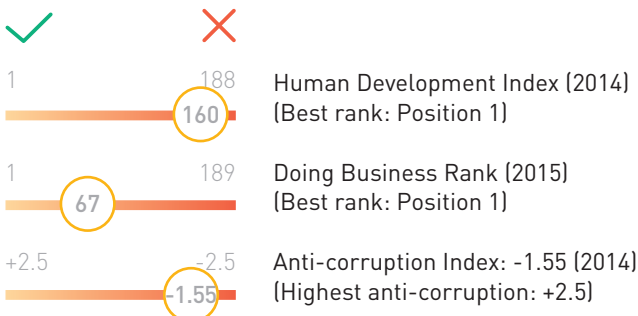 1 188
160
Human Development Index (2014)
(Best rank: Position 1)
1 189
67
Doing Business Rank (2015)
(Best rank: Position 1)
+2.5 -2.5
-1.55
Anti-corruption Index: -1.55 (2014)
(Highest anti-corruption: +2.5)